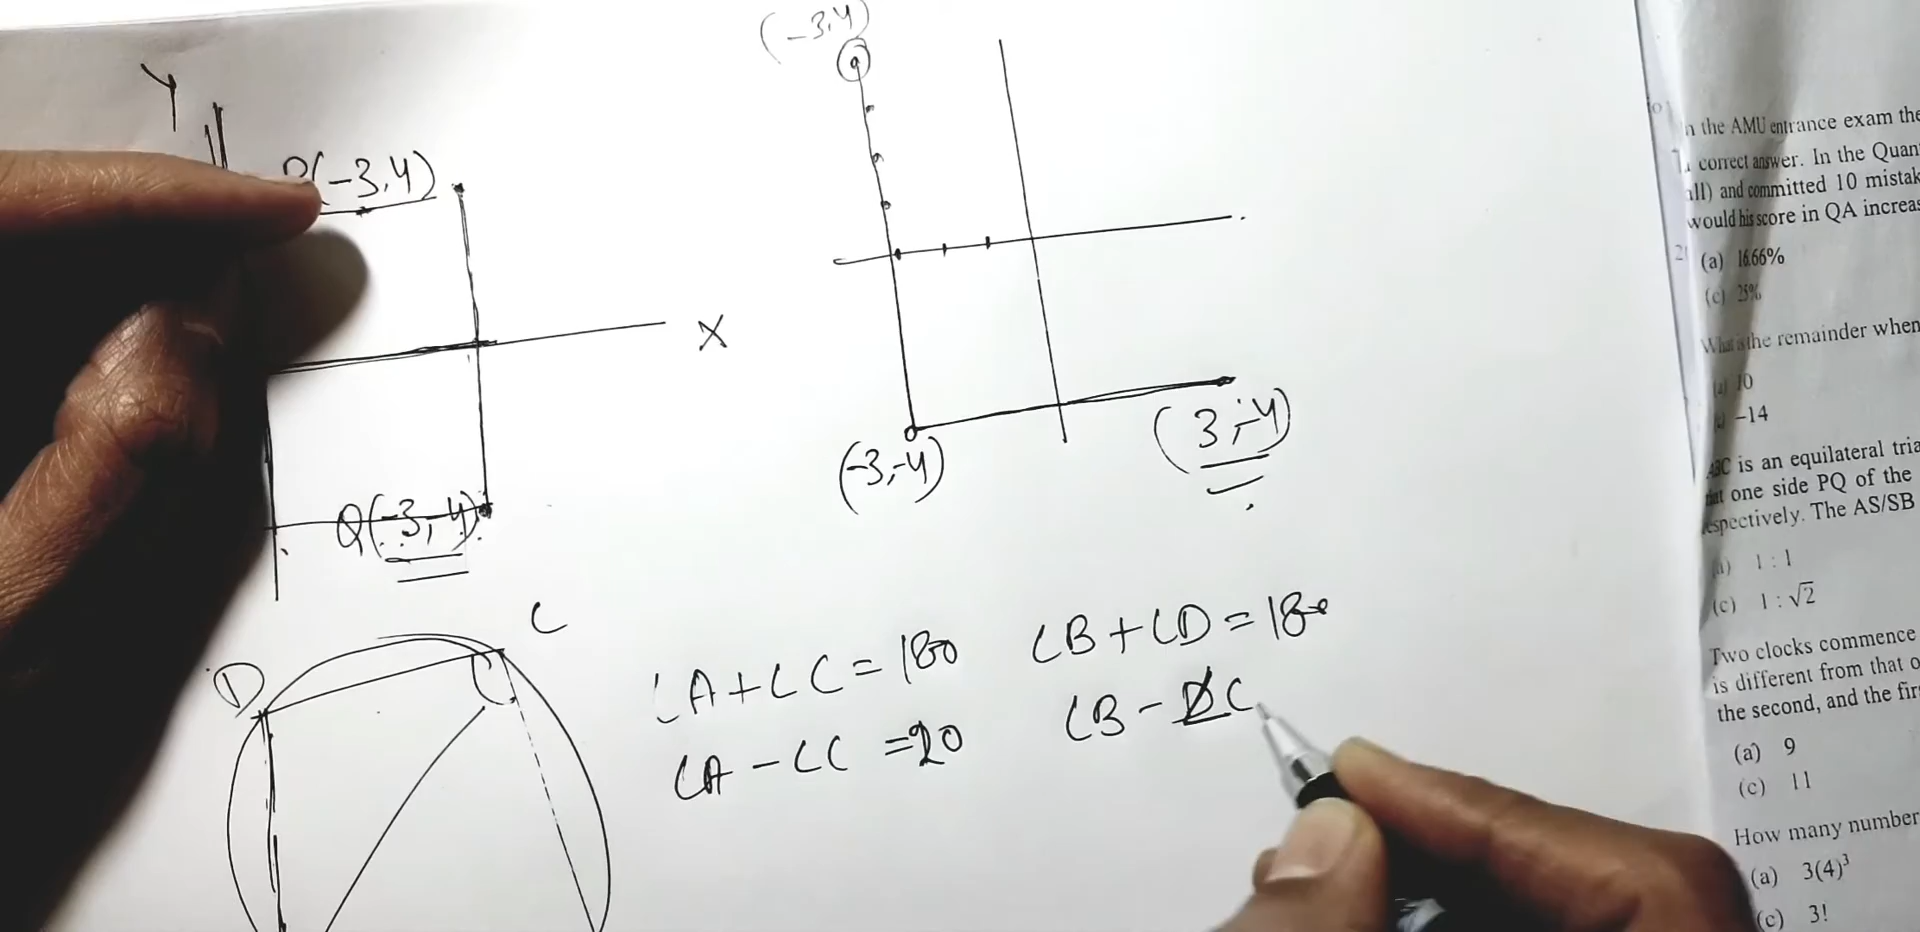 Y
P(-3,4)
X
Q(-3,4)
(-3,4)
(-3,-4)
(3,-4)
D
C
∠A+∠C=180
∠A-∠C=20
∠B+∠D=180
∠B-
C
n the AMU entrance exam the
correct answer. In the Quan
all) and committed 10 mistak
would his score in QA increas
(a) 16.66%
(c) 25%
What is the remainder when
(a) 10
-14
ABC is an equilateral tria
that one side PQ of the
espectively. The AS/SB
(a) 1 : 1
(c) 1 : √2
Two clocks commence
is different from that o
the second, and the firs
(a) 9
(c) 11
How many number
(a) 3(4)³
(c) 3!